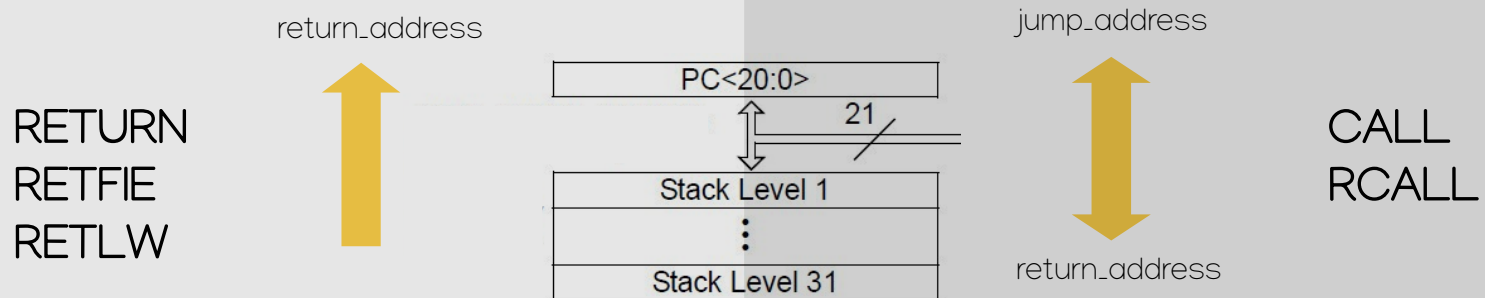 return_address
RETURN
RETFIE
RETLW
PC<20:0>
21
Stack Level 1
Stack Level 31
jump_address
return_address
CALL
RCALL